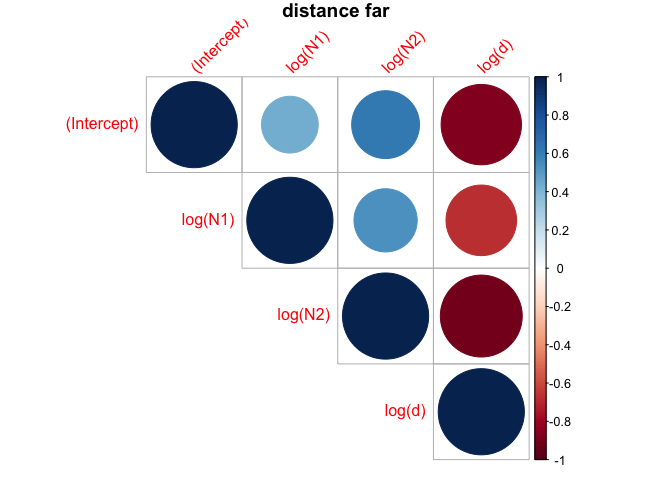 distance far
(Intercept)
log(N1)
log(N2)
log(d)
(Intercept)
log(N1)
log(N2)
log(d)
1
0.8
0.6
0.4
0.2
0
-0.2
-0.4
-0.6
-0.8
-1